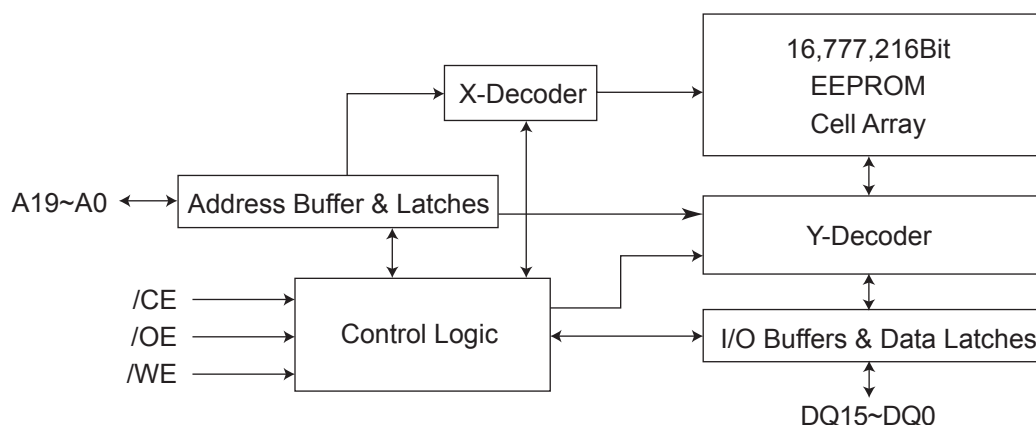 16,777,216Bit
EEPROM
Cell Array
X-Decoder
A19~A0
Address Buffer & Latches
Y-Decoder
/CE
/OE
/WE
Control Logic
I/O Buffers & Data Latches
DQ15~DQ0